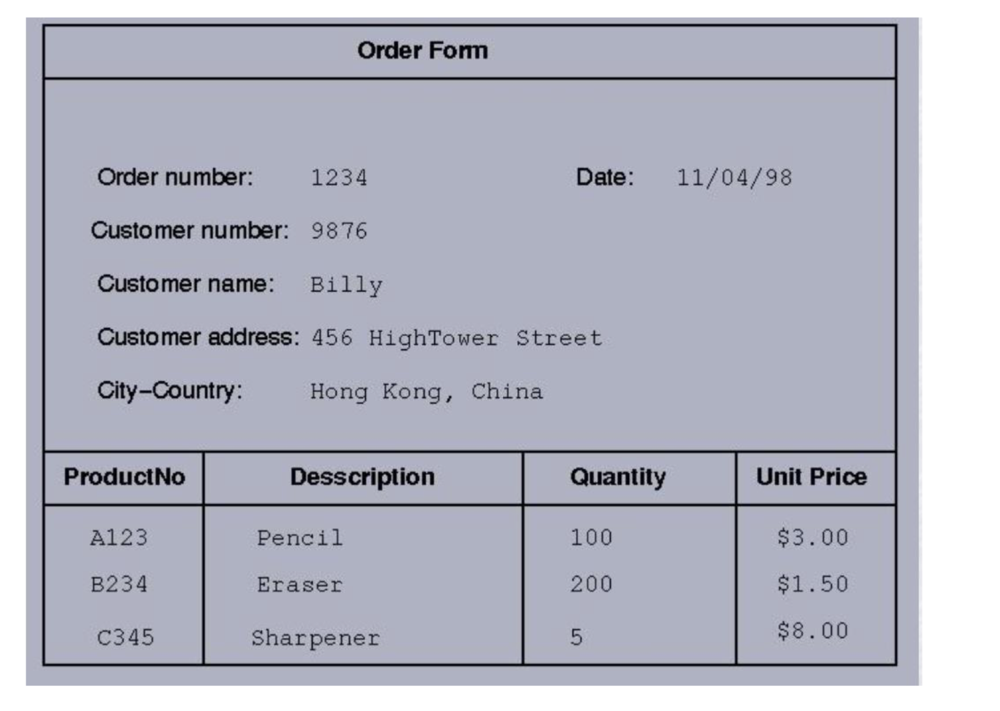 Order Form
Order number: 1234 Date: 11/04/98
Customer number: 9876
Customer name: Billy
Customer address: 456 HighTower Street
City-Country: Hong Kong, China
ProductNo Desscription Quantity Unit Price
A123 Pencil 100 $3.00
B234 Eraser 200 $1.50
C345 Sharpener 5 $8.00